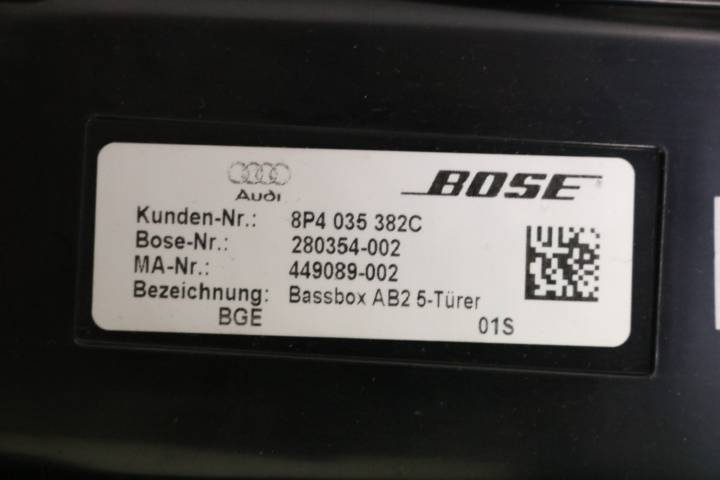 Audi
BOSE
Kunden-Nr.: 8P4 035 382C
Bose-Nr.: 280354-002
MA-Nr.: 449089-002
Bezeichnung: Bassbox AB2 5-Türer
BGE 01S